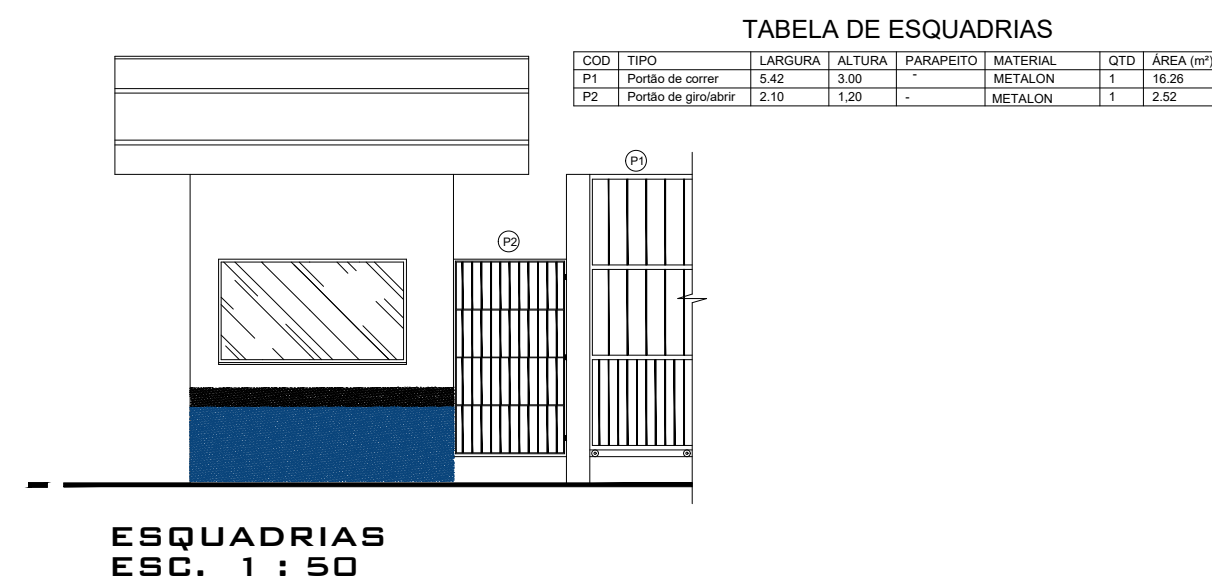 TABELA DE ESQUADRIAS
COD TIPO LARGURA ALTURA PARAPEITO MATERIAL QTD ÁREA (m²)
P1 Portão de correr 5.42 3.00 - METALON 1 16.26
P2 Portão de giro/abrir 2.10 1,20 - METALON 1 2.52
P1
P2
ESQUADRIAS
ESC. 1 : 50